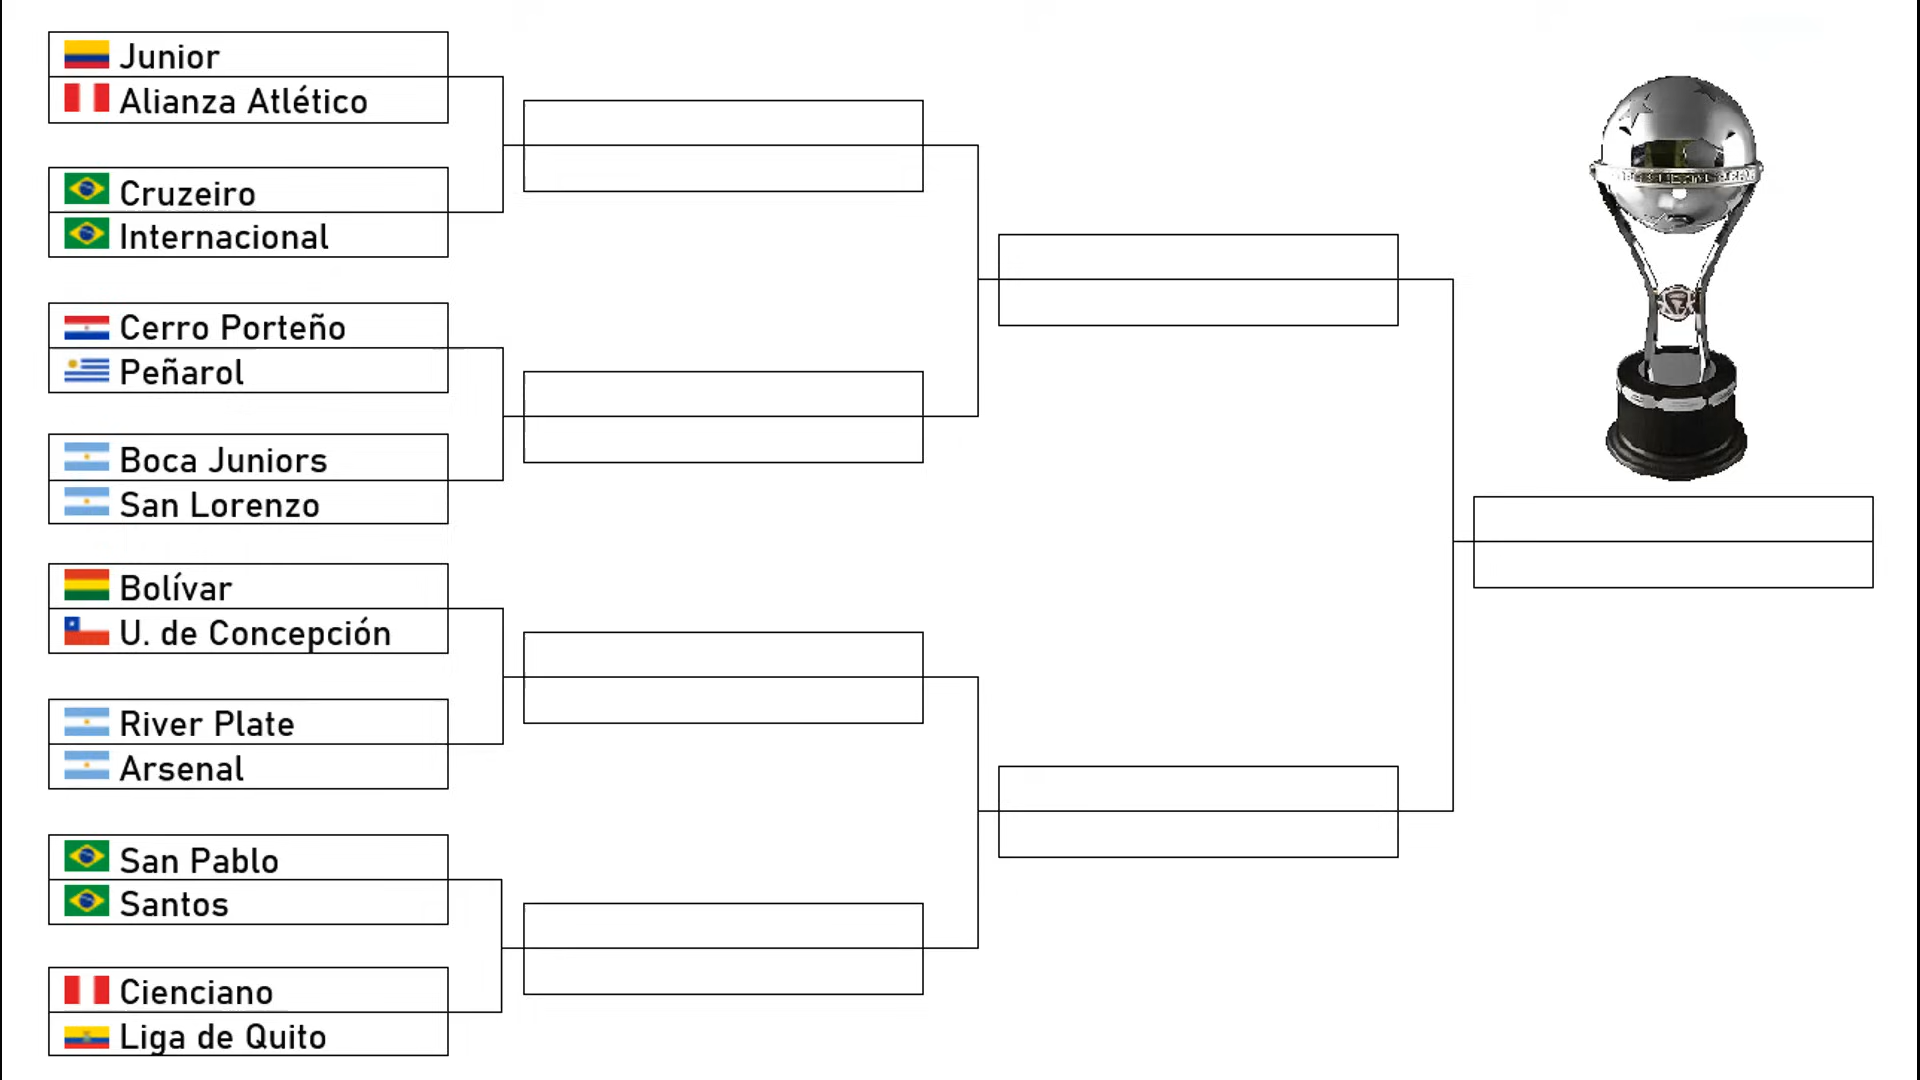 Junior
Alianza Atlético
Cruzeiro
Internacional
Cerro Porteño
Peñarol
Boca Juniors
San Lorenzo
Bolívar
U. de Concepción
River Plate
Arsenal
San Pablo
Santos
Cienciano
Liga de Quito